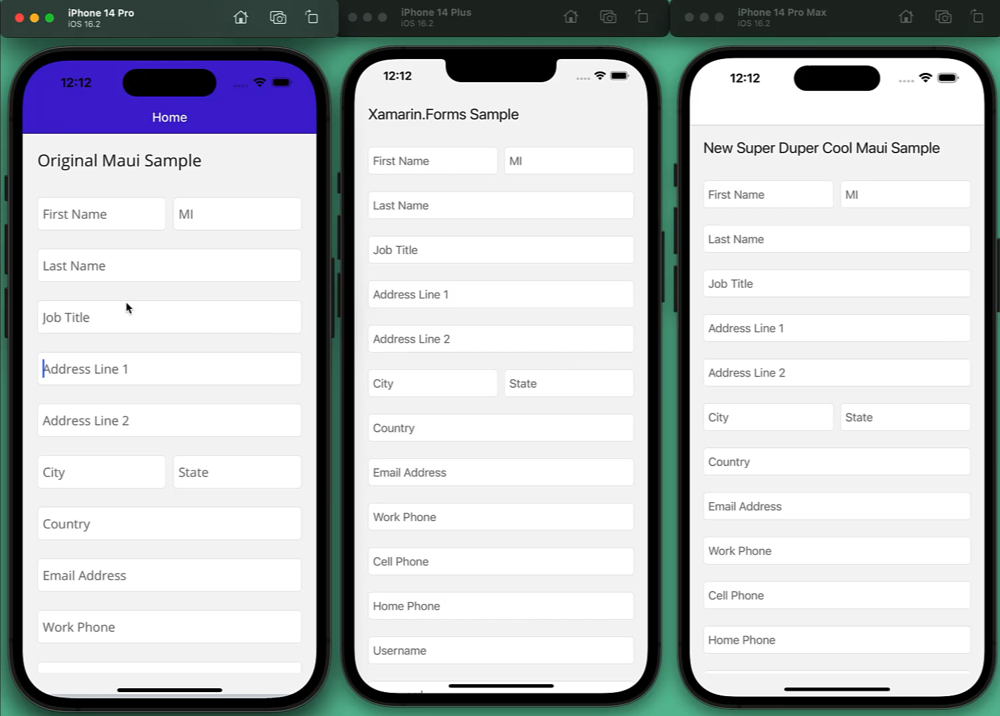 iPhone 14 Pro
iOS 16.2
12:12
Home
Original Maui Sample
First Name
MI
Last Name
Job Title
Address Line 1
Address Line 2
City
State
Country
Email Address
Work Phone
iPhone 14 Plus
iOS 16.2
12:12
Xamarin.Forms Sample
First Name
MI
Last Name
Job Title
Address Line 1
Address Line 2
City
State
Country
Email Address
Work Phone
Cell Phone
Home Phone
Username
iPhone 14 Pro Max
iOS 16.2
12:12
New Super Duper Cool Maui Sample
First Name
MI
Last Name
Job Title
Address Line 1
Address Line 2
City
State
Country
Email Address
Work Phone
Cell Phone
Home Phone